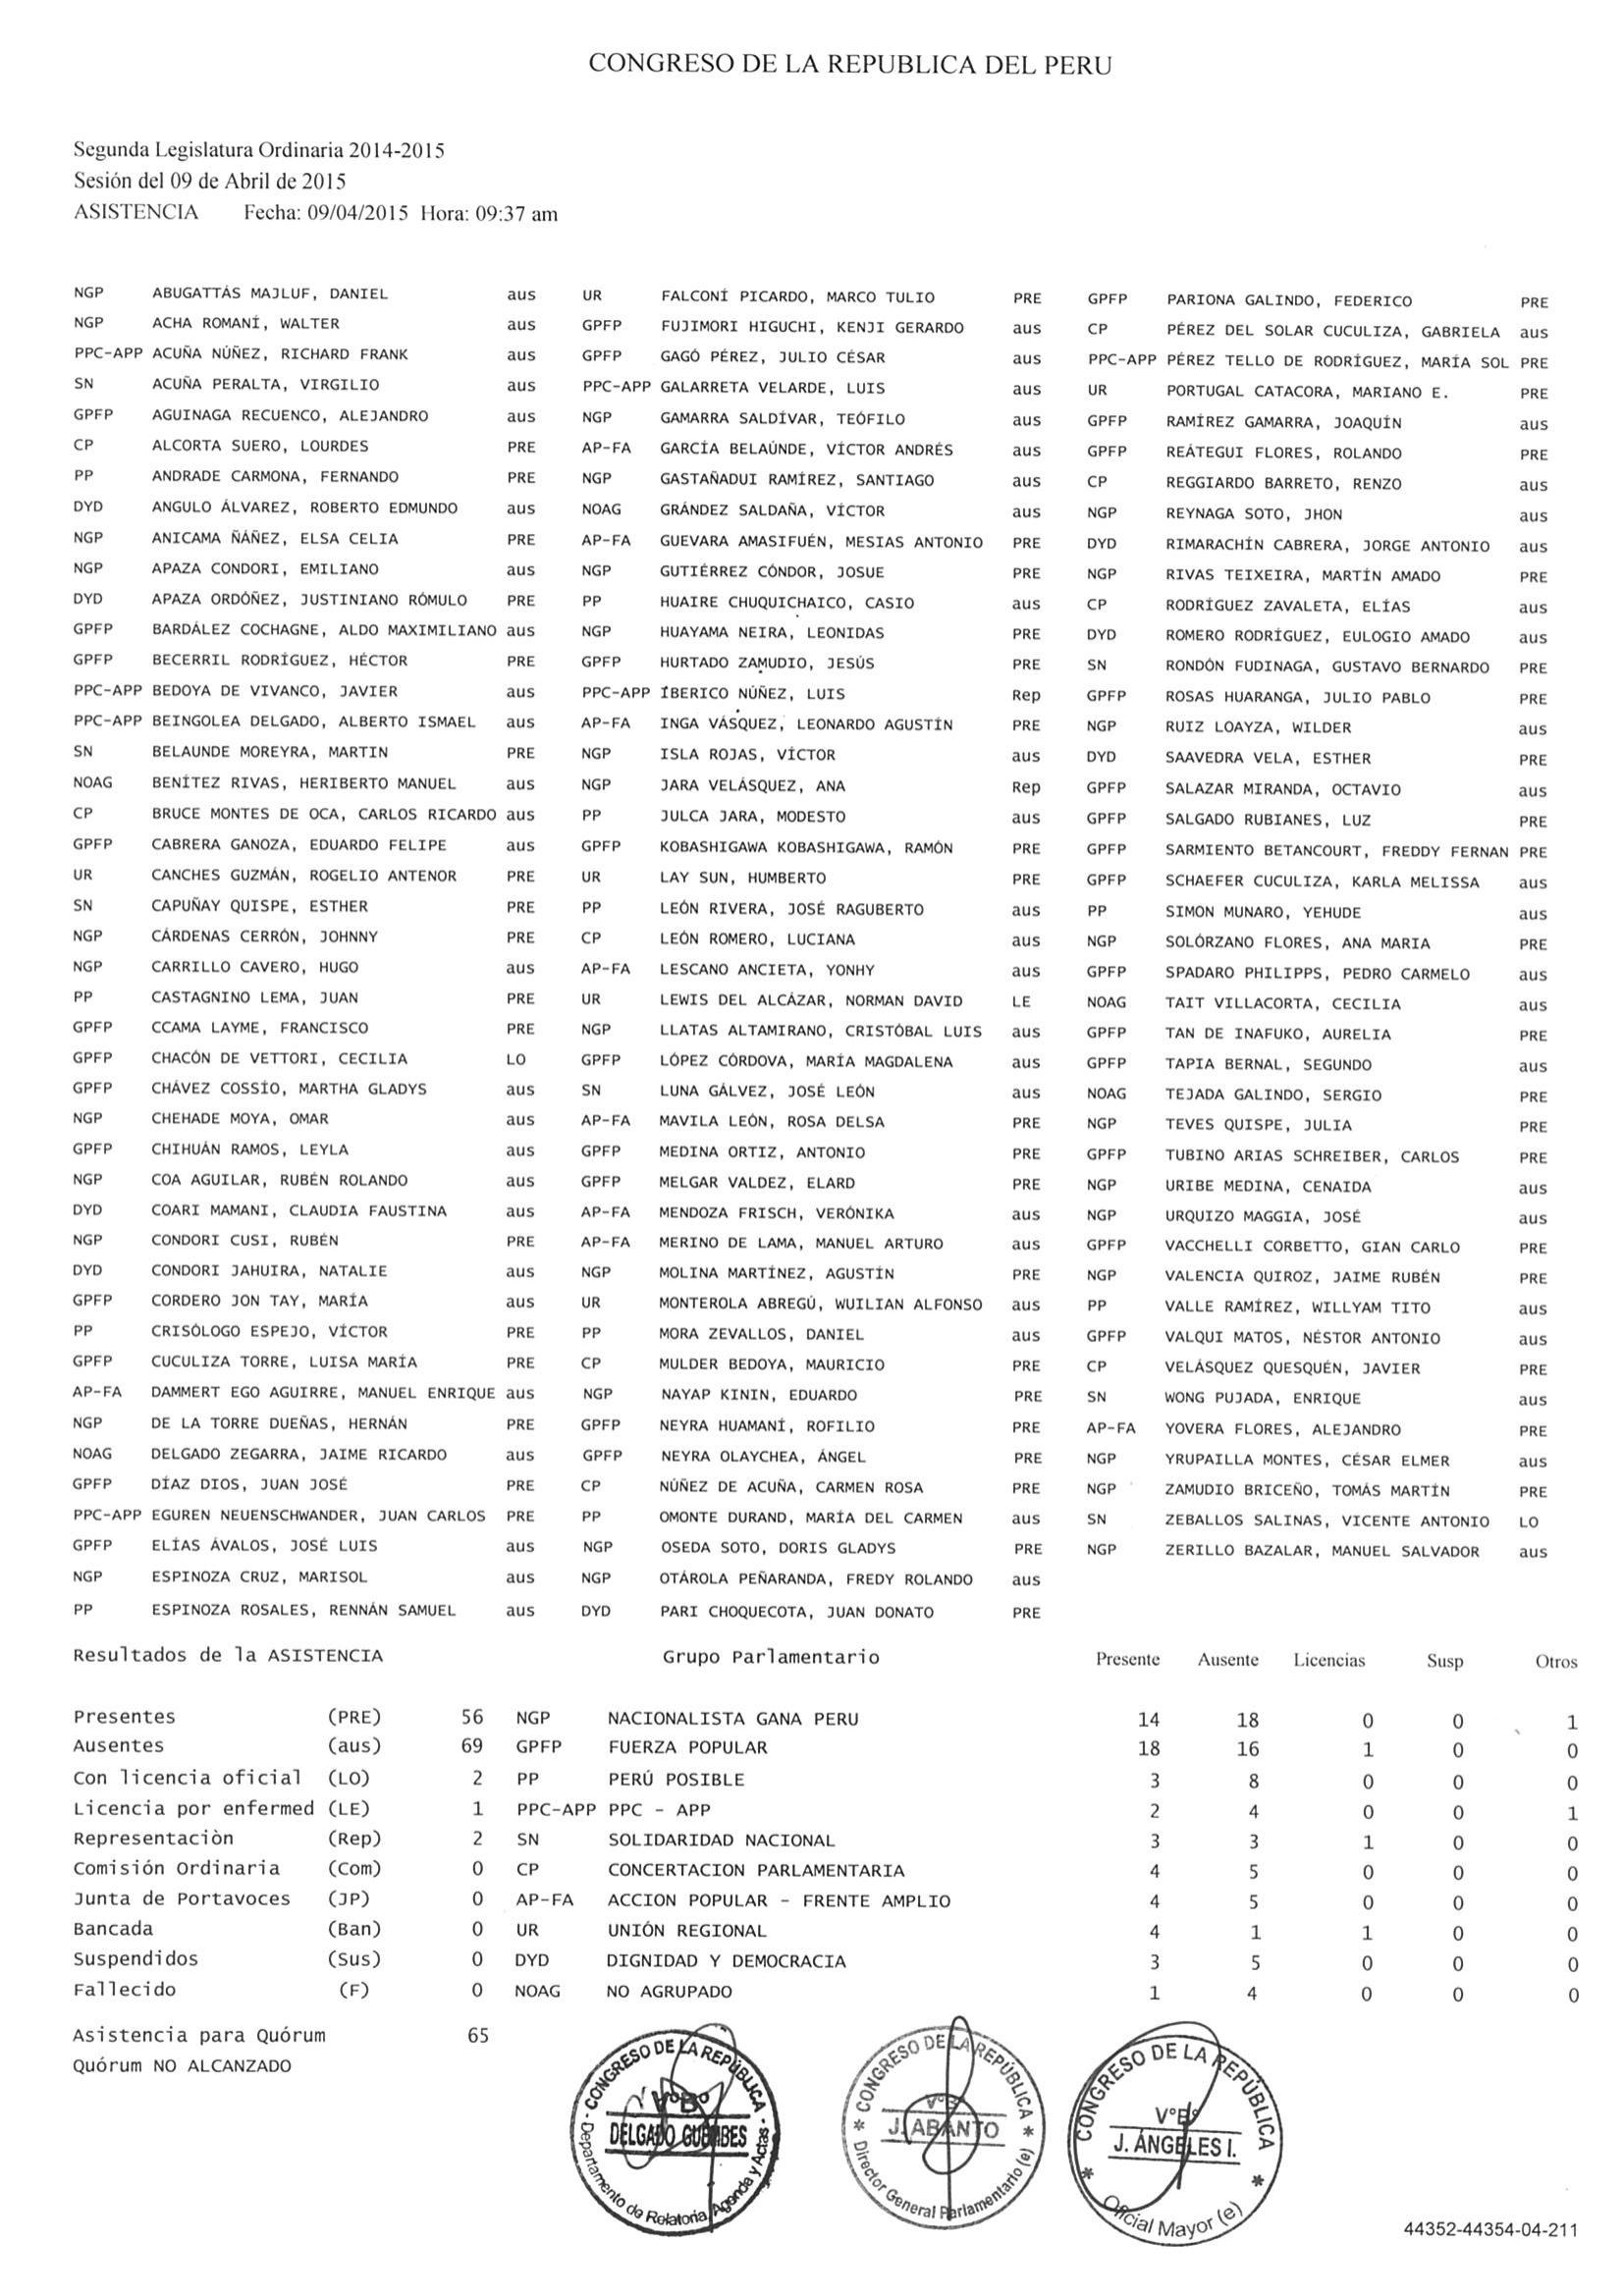 CONGRESO DE LA REPUBLICA DEL PERU
Segunda Legislatura Ordinaria 2014-2015
Sesión del 09 de Abril de 2015
ASISTENCIA Fecha: 09/04/2015 Hora: 09:37 am
NGP ABUGATTÁS MAJLUF, DANIEL aus UR FALCONÍ PICARDO, MARCO TULIO PRE GPFP PARIONA GALINDO, FEDERICO PRE
NGP ACHA ROMANÍ, WALTER aus GPFP FUJIMORI HIGUCHI, KENJI GERARDO aus CP PÉREZ DEL SOLAR CUCULIZA, GABRIELA aus
PPC-APP ACUÑA NÚÑEZ, RICHARD FRANK aus GPFP GAGÓ PÉREZ, JULIO CÉSAR aus PPC-APP PÉREZ TELLO DE RODRÍGUEZ, MARÍA SOL PRE
SN ACUÑA PERALTA, VIRGILIO aus PPC-APP GALARRETA VELARDE, LUIS aus UR PORTUGAL CATACORA, MARIANO E. PRE
GPFP AGUINAGA RECUENCO, ALEJANDRO aus NGP GAMARRA SALDÍVAR, TEÓFILO aus GPFP RAMÍREZ GAMARRA, JOAQUÍN aus
CP ALCORTA SUERO, LOURDES PRE AP-FA GARCÍA BELAÚNDE, VÍCTOR ANDRÉS aus GPFP REÁTEGUI FLORES, ROLANDO PRE
PP ANDRADE CARMONA, FERNANDO PRE NGP GASTAÑADUI RAMÍREZ, SANTIAGO aus CP REGGIARDO BARRETO, RENZO aus
DYD ANGULO ÁLVAREZ, ROBERTO EDMUNDO aus NOAG GRÁNDEZ SALDAÑA, VÍCTOR aus NGP REYNAGA SOTO, JHON aus
NGP ANICAMA ÑÁÑEZ, ELSA CELIA PRE AP-FA GUEVARA AMASIFUÉN, MESIAS ANTONIO PRE DYD RIMARACHÍN CABRERA, JORGE ANTONIO aus
NGP APAZA CONDORI, EMILIANO aus NGP GUTIÉRREZ CÓNDOR, JOSUE PRE NGP RIVAS TEIXEIRA, MARTÍN AMADO PRE
DYD APAZA ORDÓÑEZ, JUSTINIANO RÓMULO PRE PP HUAIRE CHUQUICHAICO, CASIO aus CP RODRÍGUEZ ZAVALETA, ELÍAS aus
GPFP BARDÁLEZ COCHAGNE, ALDO MAXIMILIANO aus NGP HUAYAMA NEIRA, LEONIDAS PRE DYD ROMERO RODRÍGUEZ, EULOGIO AMADO aus
GPFP BECERRIL RODRÍGUEZ, HÉCTOR PRE GPFP HURTADO ZAMUDIO, JESÚS PRE SN RONDÓN FUDINAGA, GUSTAVO BERNARDO PRE
PPC-APP BEDOYA DE VIVANCO, JAVIER aus PPC-APP ÍBERICO NÚÑEZ, LUIS Rep GPFP ROSAS HUARANGA, JULIO PABLO PRE
PPC-APP BEINGOLEA DELGADO, ALBERTO ISMAEL aus AP-FA INGA VÁSQUEZ, LEONARDO AGUSTÍN PRE NGP RUIZ LOAYZA, WILDER aus
SN BELAUNDE MOREYRA, MARTIN PRE NGP ISLA ROJAS, VÍCTOR aus DYD SAAVEDRA VELA, ESTHER PRE
NOAG BENÍTEZ RIVAS, HERIBERTO MANUEL aus NGP JARA VELÁSQUEZ, ANA Rep GPFP SALAZAR MIRANDA, OCTAVIO aus
CP BRUCE MONTES DE OCA, CARLOS RICARDO aus PP JULCA JARA, MODESTO aus GPFP SALGADO RUBIANES, LUZ PRE
GPFP CABRERA GANOZA, EDUARDO FELIPE aus GPFP KOBASHIGAWA KOBASHIGAWA, RAMÓN PRE GPFP SARMIENTO BETANCOURT, FREDDY FERNAN PRE
UR CANCHES GUZMÁN, ROGELIO ANTENOR PRE UR LAY SUN, HUMBERTO PRE GPFP SCHAEFER CUCULIZA, KARLA MELISSA aus
SN CAPUÑAY QUISPE, ESTHER PRE PP LEÓN RIVERA, JOSÉ RAGUBERTO aus PP SIMON MUNARO, YEHUDE aus
NGP CÁRDENAS CERRÓN, JOHNNY PRE CP LEÓN ROMERO, LUCIANA aus NGP SOLÓRZANO FLORES, ANA MARIA PRE
NGP CARRILLO CAVERO, HUGO aus AP-FA LESCANO ANCIETA, YONHY aus GPFP SPADARO PHILIPPS, PEDRO CARMELO aus
PP CASTAGNINO LEMA, JUAN PRE UR LEWIS DEL ALCÁZAR, NORMAN DAVID LE NOAG TAIT VILLACORTA, CECILIA aus
GPFP CCAMA LAYME, FRANCISCO PRE NGP LLATAS ALTAMIRANO, CRISTÓBAL LUIS aus GPFP TAN DE INAFUKO, AURELIA PRE
GPFP CHACÓN DE VETTORI, CECILIA LO GPFP LÓPEZ CÓRDOVA, MARÍA MAGDALENA aus GPFP TAPIA BERNAL, SEGUNDO aus
GPFP CHÁVEZ COSSÍO, MARTHA GLADYS aus SN LUNA GÁLVEZ, JOSÉ LEÓN aus NOAG TEJADA GALINDO, SERGIO PRE
NGP CHEHADE MOYA, OMAR aus AP-FA MAVILA LEÓN, ROSA DELSA PRE NGP TEVES QUISPE, JULIA PRE
GPFP CHIHUÁN RAMOS, LEYLA aus GPFP MEDINA ORTIZ, ANTONIO PRE GPFP TUBINO ARIAS SCHREIBER, CARLOS PRE
NGP COA AGUILAR, RUBÉN ROLANDO aus GPFP MELGAR VALDEZ, ELARD PRE NGP URIBE MEDINA, CENAIDA aus
DYD COARI MAMANI, CLAUDIA FAUSTINA aus AP-FA MENDOZA FRISCH, VERÓNIKA aus NGP URQUIZO MAGGIA, JOSÉ aus
NGP CONDORI CUSI, RUBÉN PRE AP-FA MERINO DE LAMA, MANUEL ARTURO aus GPFP VACCHELLI CORBETTO, GIAN CARLO PRE
DYD CONDORI JAHUIRA, NATALIE aus NGP MOLINA MARTÍNEZ, AGUSTÍN PRE NGP VALENCIA QUIROZ, JAIME RUBÉN PRE
GPFP CORDERO JON TAY, MARÍA aus UR MONTEROLA ABREGÚ, WUILIAN ALFONSO aus PP VALLE RAMÍREZ, WILLYAM TITO aus
PP CRISÓLOGO ESPEJO, VÍCTOR PRE PP MORA ZEVALLOS, DANIEL aus GPFP VALQUI MATOS, NÉSTOR ANTONIO aus
GPFP CUCULIZA TORRE, LUISA MARÍA PRE CP MULDER BEDOYA, MAURICIO PRE CP VELÁSQUEZ QUESQUÉN, JAVIER PRE
AP-FA DAMMERT EGO AGUIRRE, MANUEL ENRIQUE aus NGP NAYAP KININ, EDUARDO PRE SN WONG PUJADA, ENRIQUE aus
NGP DE LA TORRE DUEÑAS, HERNÁN PRE GPFP NEYRA HUAMANÍ, ROFILIO PRE AP-FA YOVERA FLORES, ALEJANDRO PRE
NOAG DELGADO ZEGARRA, JAIME RICARDO aus GPFP NEYRA OLAYCHEA, ÁNGEL PRE NGP YRUPAILLA MONTES, CÉSAR ELMER aus
GPFP DÍAZ DIOS, JUAN JOSÉ PRE CP NÚÑEZ DE ACUÑA, CARMEN ROSA PRE NGP ZAMUDIO BRICEÑO, TOMÁS MARTÍN PRE
PPC-APP EGUREN NEUENSCHWANDER, JUAN CARLOS PRE PP OMONTE DURAND, MARÍA DEL CARMEN aus SN ZEBALLOS SALINAS, VICENTE ANTONIO LO
GPFP ELÍAS ÁVALOS, JOSÉ LUIS aus NGP OSEDA SOTO, DORIS GLADYS PRE NGP ZERILLO BAZALAR, MANUEL SALVADOR aus
NGP ESPINOZA CRUZ, MARISOL aus NGP OTÁROLA PEÑARANDA, FREDY ROLANDO aus
PP ESPINOZA ROSALES, RENNÁN SAMUEL aus DYD PARI CHOQUECOTA, JUAN DONATO PRE
Resultados de la ASISTENCIA Grupo Parlamentario Presente Ausente Licencias Susp Otros
Presentes (PRE) 56 NGP NACIONALISTA GANA PERU 14 18 0 0 1
Ausentes (aus) 69 GPFP FUERZA POPULAR 18 16 1 0 0
Con licencia oficial (LO) 2 PP PERÚ POSIBLE 3 8 0 0 0
Licencia por enfermed (LE) 1 PPC-APP PPC - APP 2 4 0 0 1
Representaciòn (Rep) 2 SN SOLIDARIDAD NACIONAL 3 3 1 0 0
Comisión Ordinaria (Com) 0 CP CONCERTACION PARLAMENTARIA 4 5 0 0 0
Junta de Portavoces (JP) 0 AP-FA ACCION POPULAR - FRENTE AMPLIO 4 5 0 0 0
Bancada (Ban) 0 UR UNIÓN REGIONAL 4 1 1 0 0
Suspendidos (Sus) 0 DYD DIGNIDAD Y DEMOCRACIA 3 5 0 0 0
Fallecido (F) 0 NOAG NO AGRUPADO 1 4 0 0 0
Asistencia para Quórum 65
Quórum NO ALCANZADO
CONGRESO DE LA REPÚBLICA
VºBº
DELGADO GUEMBES
Departamento de Relatoría, Agenda y Actas
CONGRESO DE LA REPÚBLICA
VºBº
J. ABANTO
Director General Parlamentario (e)
CONGRESO DE LA REPÚBLICA
V°B°
J. ÁNGELES I.
Oficial Mayor (e)
44352-44354-04-211